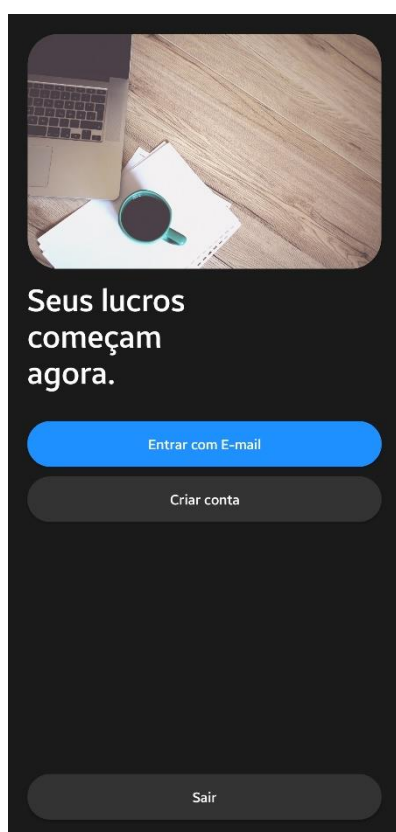 Seus lucros
começam
agora.
Entrar com E-mail
Criar conta
Sair